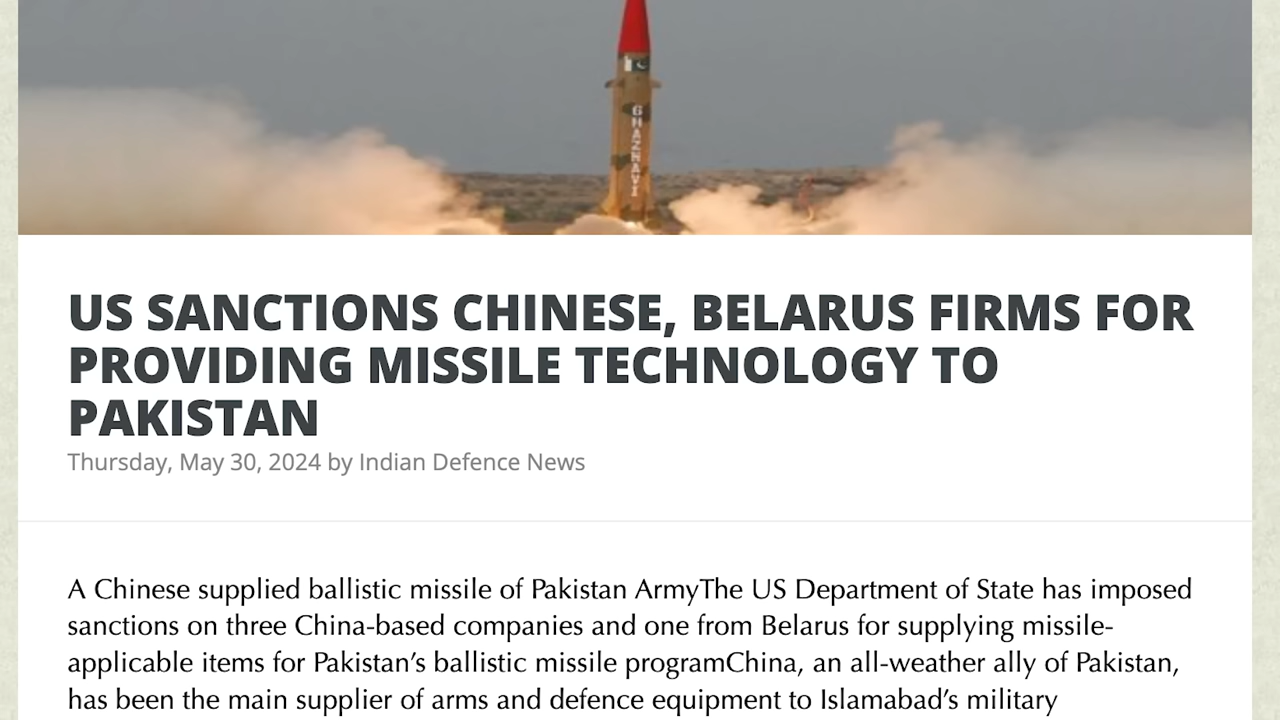 GHAZNAVI
US SANCTIONS CHINESE, BELARUS FIRMS FOR
PROVIDING MISSILE TECHNOLOGY TO
PAKISTAN
Thursday, May 30, 2024 by Indian Defence News
A Chinese supplied ballistic missile of Pakistan ArmyThe US Department of State has imposed
sanctions on three China-based companies and one from Belarus for supplying missile-
applicable items for Pakistan’s ballistic missile programChina, an all-weather ally of Pakistan,
has been the main supplier of arms and defence equipment to Islamabad’s military